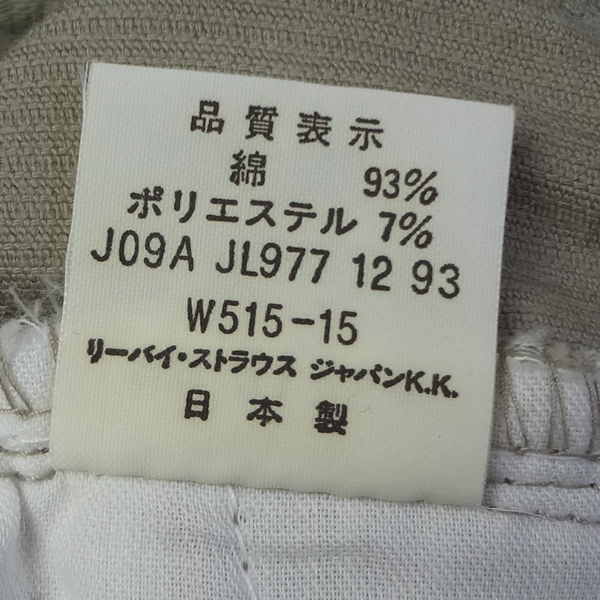 品質表示
綿 93%
ポリエステル 7%
J09A JL977 12 93
W515-15
リーバイ・ストラウス ジャパンK.K.
日本製